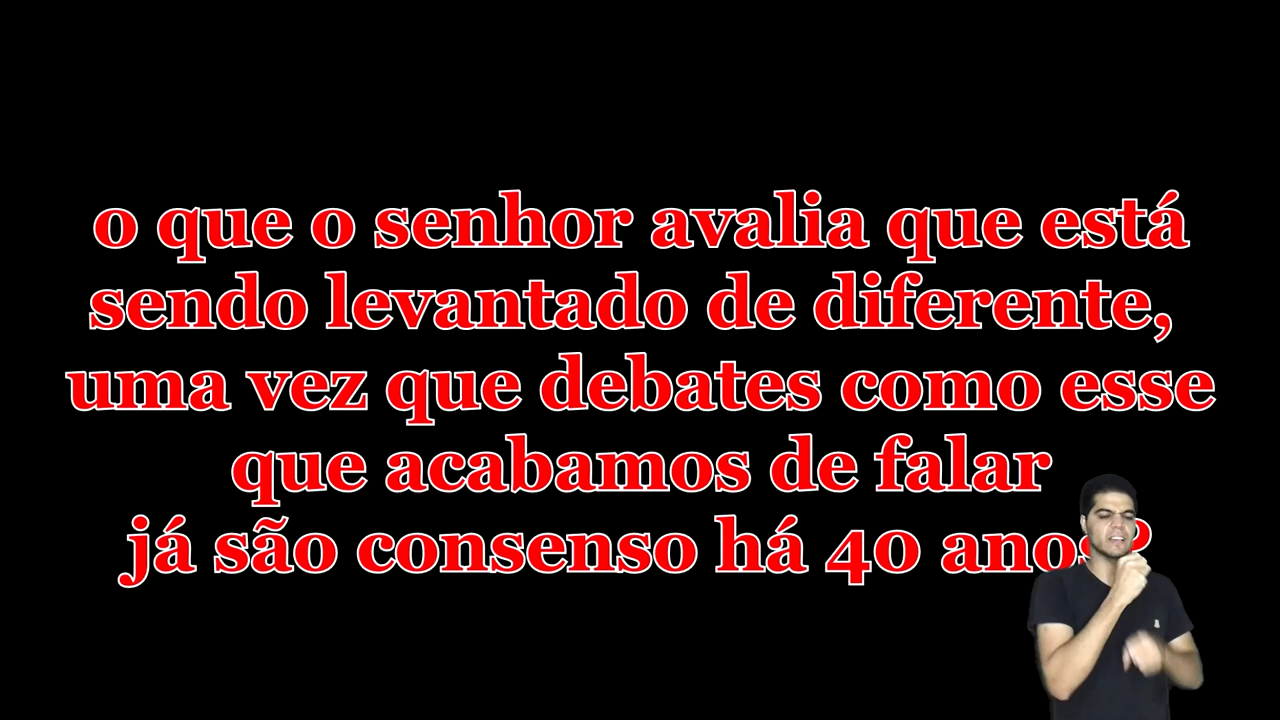 o que o senhor avalia que está
sendo levantado de diferente,
uma vez que debates como esse
que acabamos de falar
já são consenso há 40 anos?